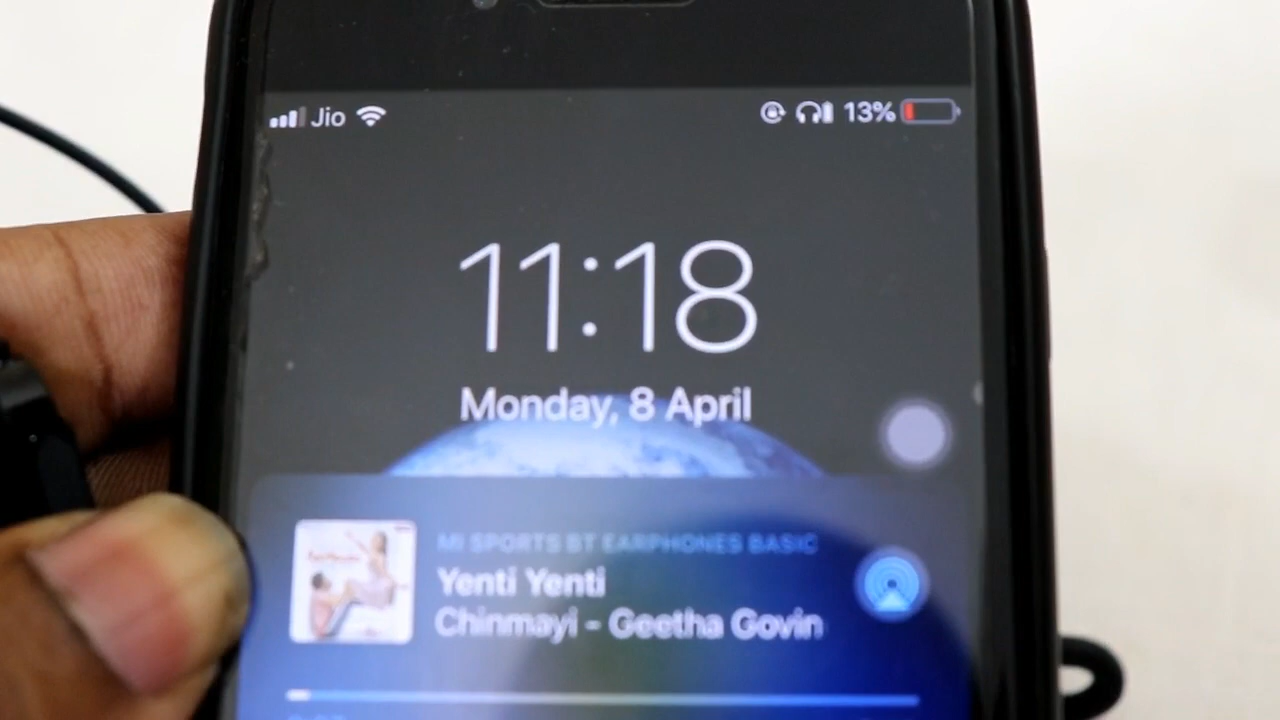 Jio 13%
11:18
Monday, 8 April
MI SPORTS BT EARPHONES BASIC
Yenti Yenti
Chinmayi - Geetha Govin